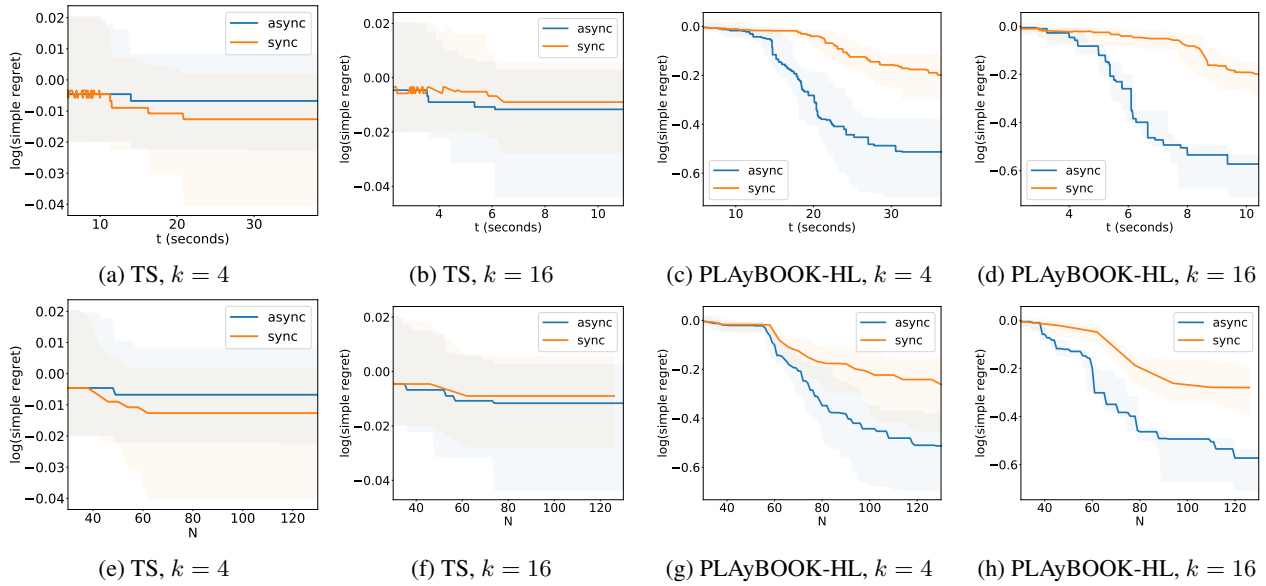 log(simple regret)
0.02
0.01
0.00
−0.01
−0.02
−0.03
−0.04
async
sync
10 20 30
t (seconds)
(a) TS, k = 4
log(simple regret)
0.02
0.00
−0.02
−0.04
async
sync
4 6 8 10
t (seconds)
(b) TS, k = 16
log(simple regret)
0.0
−0.2
−0.4
−0.6
async
sync
10 20 30
t (seconds)
(c) PLAyBOOK-HL, k = 4
log(simple regret)
0.0
−0.2
−0.4
−0.6
async
sync
4 6 8 10
t (seconds)
(d) PLAyBOOK-HL, k = 16
log(simple regret)
0.02
0.01
0.00
−0.01
−0.02
−0.03
−0.04
async
sync
40 60 80 100 120
N
(e) TS, k = 4
log(simple regret)
0.02
0.00
−0.02
−0.04
async
sync
40 60 80 100 120
N
(f) TS, k = 16
log(simple regret)
0.0
−0.2
−0.4
−0.6
async
sync
40 60 80 100 120
N
(g) PLAyBOOK-HL, k = 4
log(simple regret)
0.0
−0.2
−0.4
−0.6
async
sync
40 60 80 100 120
N
(h) PLAyBOOK-HL, k = 16